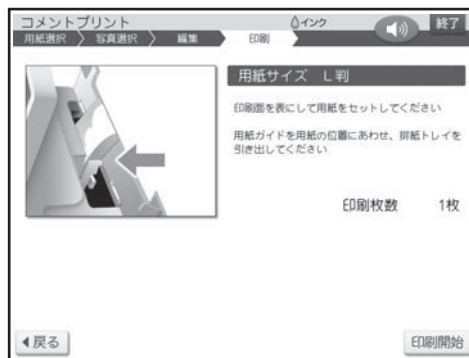 コメントプリント
インク
終了
用紙選択
写真選択
編集
印刷
用紙サイズ L判
印刷面を表にして用紙をセットしてください
用紙ガイドを用紙の位置にあわせ、排紙トレイを
引き出してください
印刷枚数 1枚
戻る
印刷開始